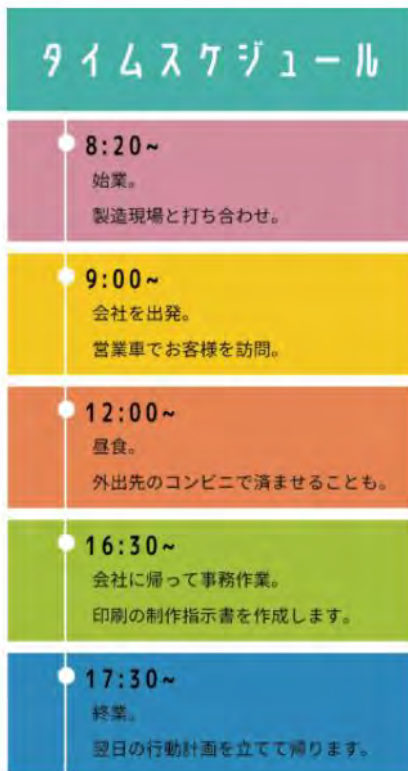 タイムスケジュール
8:20~
始業。
製造現場と打ち合わせ。
9:00~
会社を出発。
営業車でお客様を訪問。
12:00~
昼食。
外出先のコンビニで済ませることも。
16:30~
会社に帰って事務作業。
印刷の制作指示書を作成します。
17:30~
終業。
翌日の行動計画を立てて帰ります。